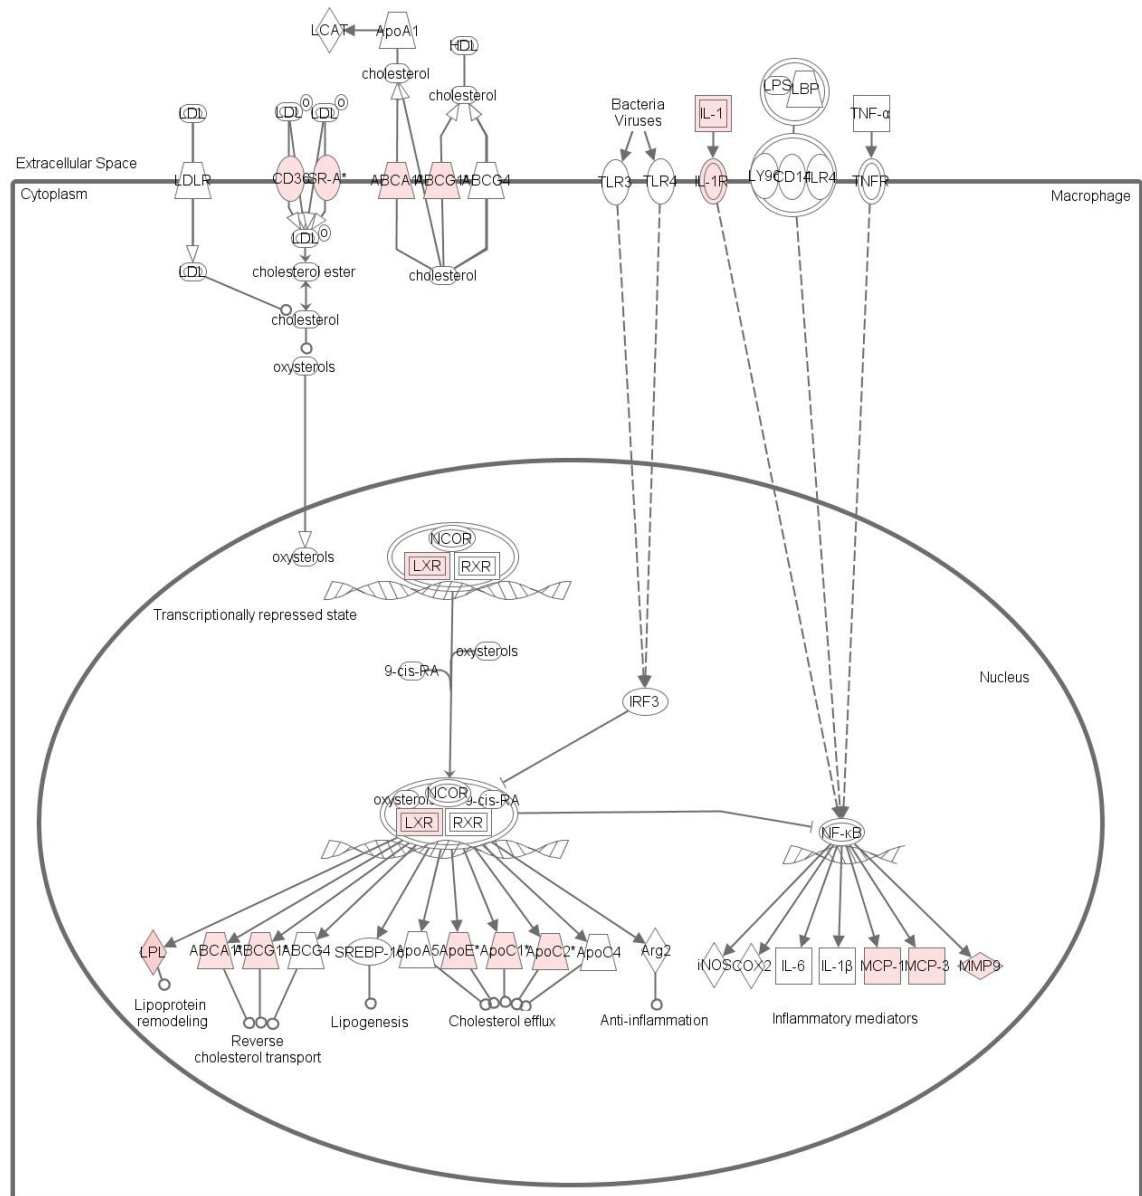 LCAT
ApoA1
HDL
cholesterol
cholesterol
LDL
LDL
O
LDL
O
Bacteria
Viruses
IL-1
LPS
LBP
TNF-α
Extracellular Space
Cytoplasm
LDLR
CD36
SR-A*
ABCA1*
ABCG1*
ABCG4
TLR3
TLR4
IL-1R
LY96
CD14
TLR4
TNFR
Macrophage
LDL
O
LDL
cholesterol ester
cholesterol
cholesterol
oxysterols
oxysterols
NCOR
LXR
RXR
Transcriptionally repressed state
oxysterols
9-cis-RA
Nucleus
IRF3
NCOR
oxysterols
9-cis-RA
LXR
RXR
NF-κB
LPL
ABCA1*
ABCG1*
ABCG4
SREBP-1c
ApoA5
ApoE*
ApoC1*
ApoC2*
ApoC4
Arg2
iNOS
COX2
IL-6
IL-1β
MCP-1
MCP-3
MMP9
Lipoprotein
remodeling
Reverse
cholesterol transport
Lipogenesis
Cholesterol efflux
Anti-inflammation
Inflammatory mediators